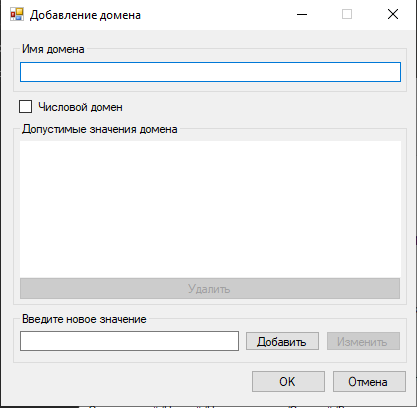 Добавление домена
Имя домена
Числовой домен
Допустимые значения домена
Удалить
Введите новое значение
Добавить
Изменить
OK
Отмена